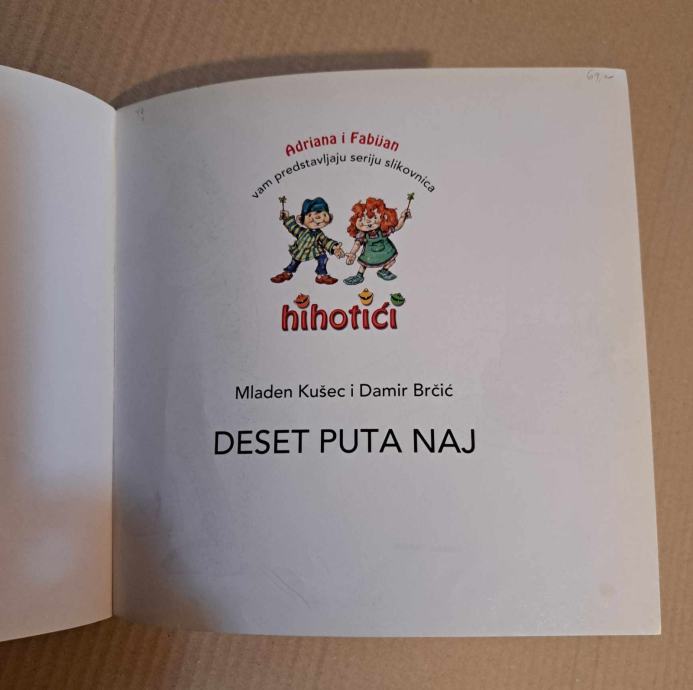 Adriana i Fabijan
vam predstavljaju seriju slikovnica
hihotići
Mladen Kušec i Damir Brčić
DESET PUTA NAJ